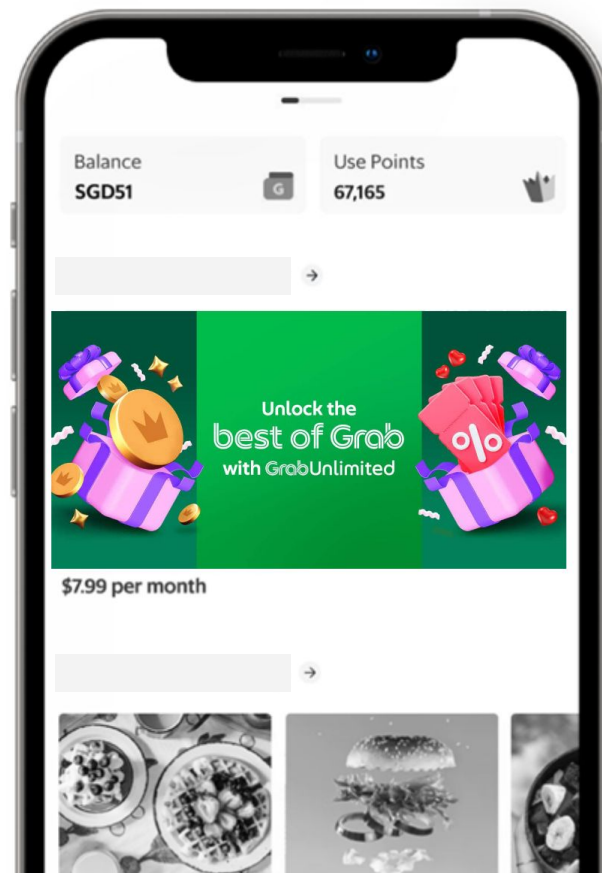 Balance
SGD51
G
Use Points
67,165
Unlock the
best of Grab
with GrabUnlimited
%
$7.99 per month